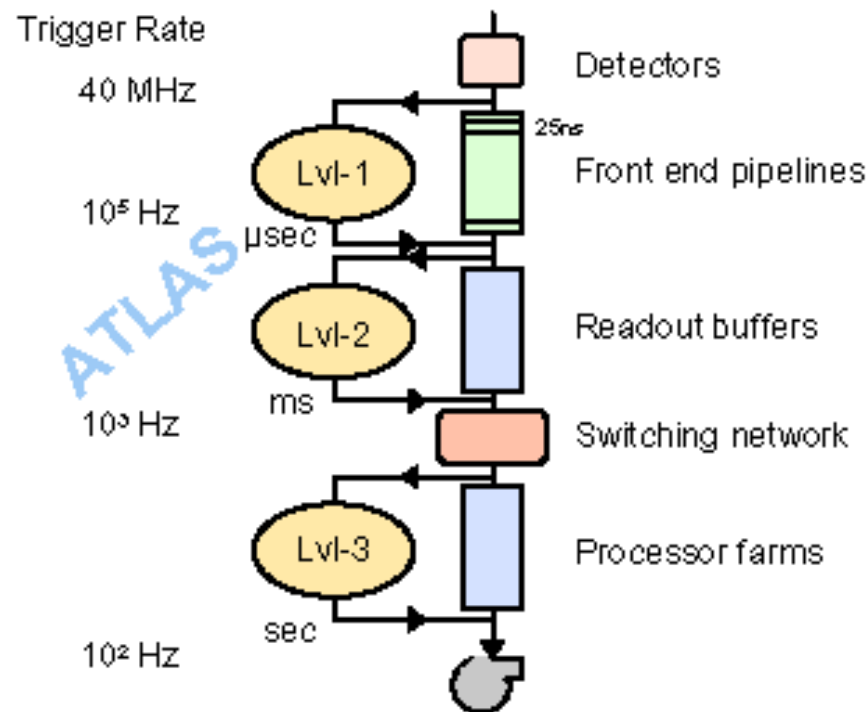 Trigger Rate
Detectors
40 MHz
25ns
Lvl-1
Front end pipelines
10⁵ Hz
µsec
ATLAS
Lvl-2
Readout buffers
ms
10³ Hz
Switching network
Lvl-3
Processor farms
sec
10² Hz